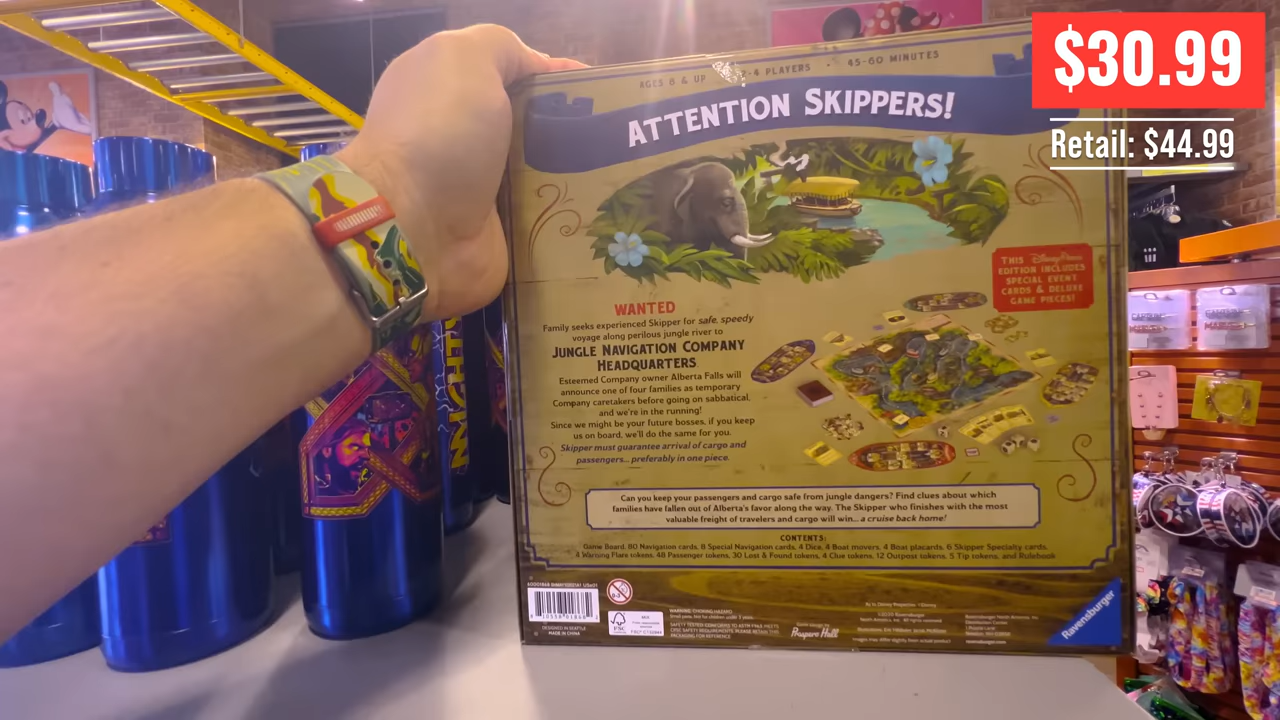 $30.99
Retail: $44.99
AGES 8 & UP
-4 PLAYERS • 45-60 MINUTES
ATTENTION SKIPPERS!
THIS Disney Parks
EDITION INCLUDES
SPECIAL EVENT
CARDS & DELUXE
GAME PIECES!
WANTED
Family seeks experienced Skipper for safe, speedy
voyage along perilous jungle river to
JUNGLE NAVIGATION COMPANY
HEADQUARTERS
Esteemed Company owner Alberta Falls will
announce one of four families as temporary
Company caretakers before going on sabbatical,
and we're in the running!
Since we might be your future bosses, if you keep
us on board, we'll do the same for you.
Skipper must guarantee arrival of cargo and
passengers... preferably in one piece.
Can you keep your passengers and cargo safe from jungle dangers? Find clues about which
families have fallen out of Alberta's favor along the way. The Skipper who finishes with the most
valuable freight of travelers and cargo will win... a cruise back home!
CONTENTS:
Game Board, 80 Navigation cards, 8 Special Navigation cards, 4 Dice, 4 Boat movers, 4 Boat placards, 6 Skipper Specialty cards,
4 Warning Flare tokens, 48 Passenger tokens, 30 Lost & Found tokens, 4 Clue tokens, 12 Outpost tokens, 5 Tip tokens, and Rulebook
DESIGNED IN SEATTLE
MADE IN CHINA
FSC
WARNING: CHOKING HAZARD
Prospero Hall
Ravensburger